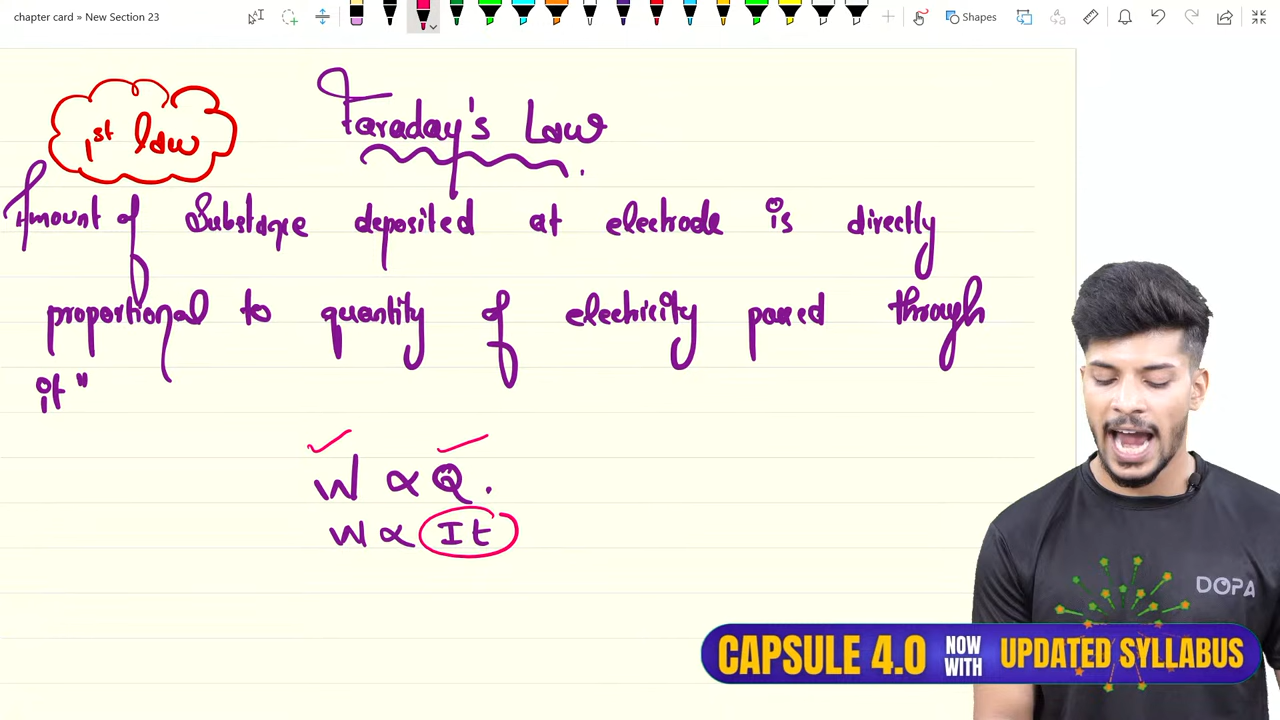 chapter card » New Section 23
Shapes
1st law
Faraday's Law
Amount of Substance deposited at electrode is directly
proportional to quantity of electricity passed through
it"
W ∝ Q.
W ∝ It
DOPA
CAPSULE 4.0 NOW WITH UPDATED SYLLABUS